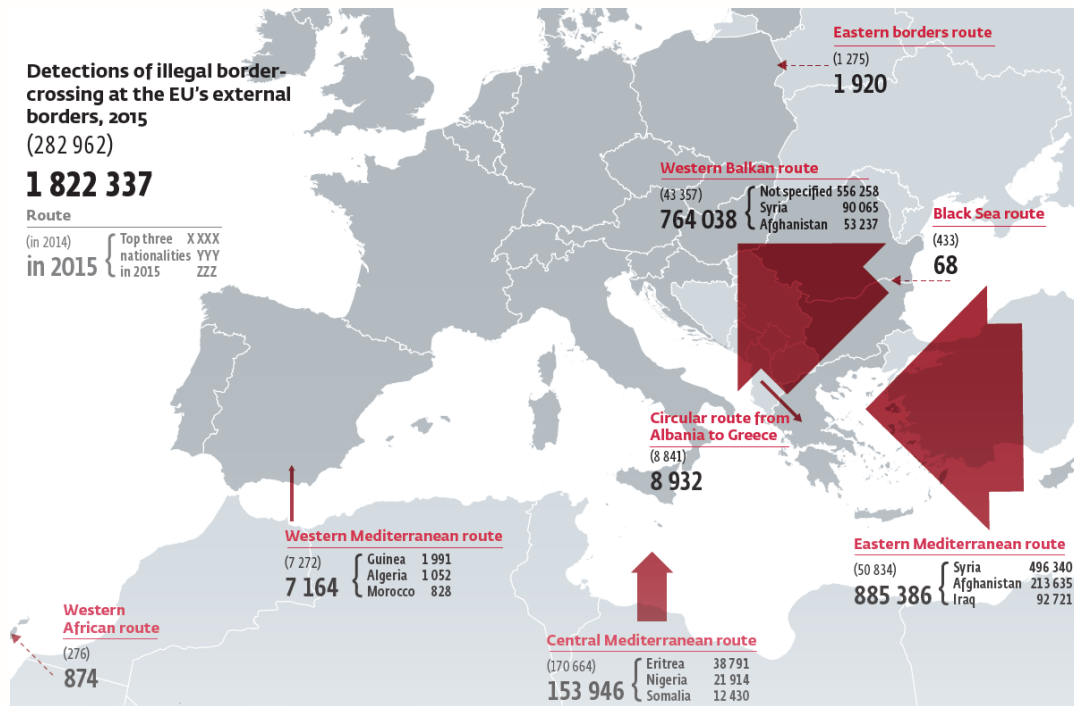 Detections of illegal border-
crossing at the EU's external
borders, 2015
(282 962)
1 822 337
Route
(in 2014)
in 2015
Top three X XXX
nationalities YYY
in 2015 ZZZ
Eastern borders route
(1 275)
1 920
Western Balkan route
(43 357)
764 038
Not specified 556 258
Syria 90 065
Afghanistan 53 237
Black Sea route
(433)
68
Circular route from
Albania to Greece
(8 841)
8 932
Western Mediterranean route
(7 272)
7 164
Guinea 1 991
Algeria 1 052
Morocco 828
Eastern Mediterranean route
(50 834)
885 386
Syria 496 340
Afghanistan 213 635
Iraq 92 721
Western
African route
(276)
874
Central Mediterranean route
(170 664)
153 946
Eritrea 38 791
Nigeria 21 914
Somalia 12 430